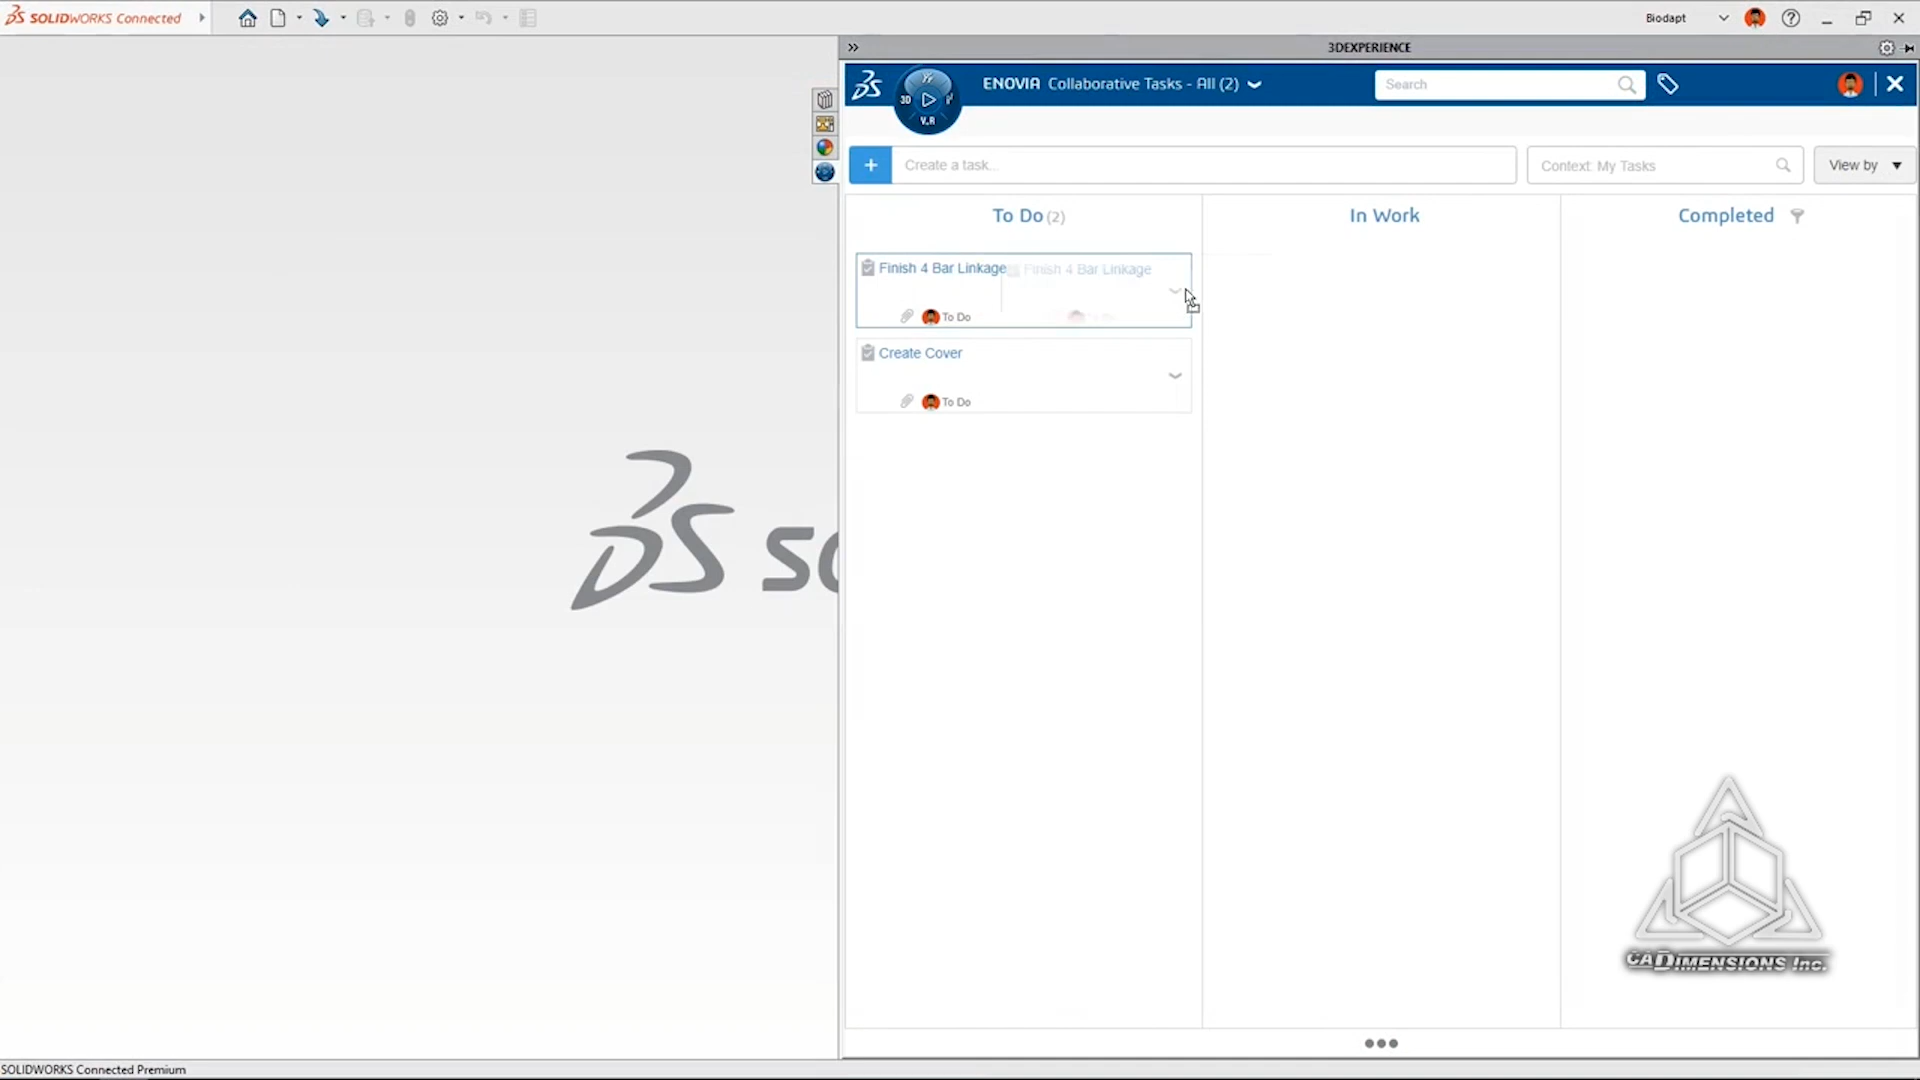 SOLIDWORKS Connected
Biodapt
3DEXPERIENCE
ENOVIA Collaborative Tasks - All (2)
Search
3D
V.R
Create a task...
Context: My Tasks
View by
To Do (2)
In Work
Completed
Finish 4 Bar Linkage
Finish 4 Bar Linkage
To Do
Create Cover
To Do
SO
CADIMENSIONS Inc.
SOLIDWORKS Connected Premium